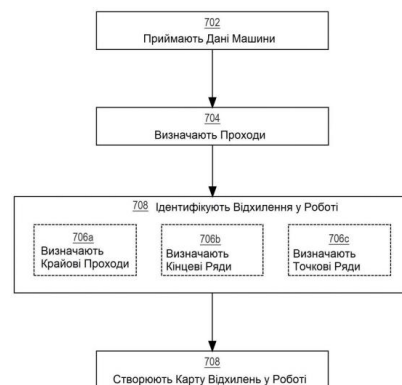 702
Приймають Дані Машини
704
Визначають Проходи
708 Ідентифікують Відхилення у Роботі
706a
Визначають
Крайові Проходи
706b
Визначають
Кінцеві Ряди
706c
Визначають
Точкові Ряди
708
Створюють Карту Відхилень у Роботі